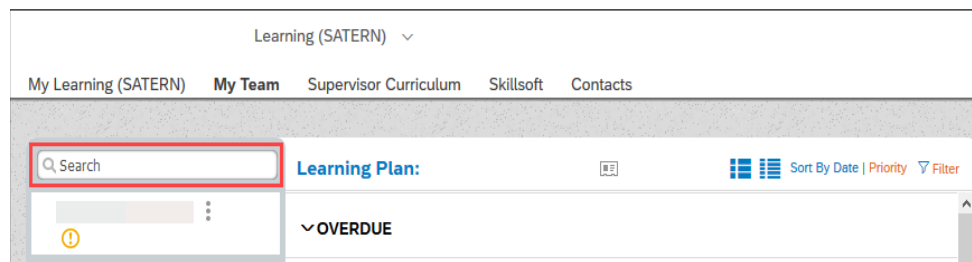 Learning (SATERN)
My Learning (SATERN) My Team Supervisor Curriculum Skillsoft Contacts
Search
Learning Plan: Sort By Date | Priority Filter
OVERDUE